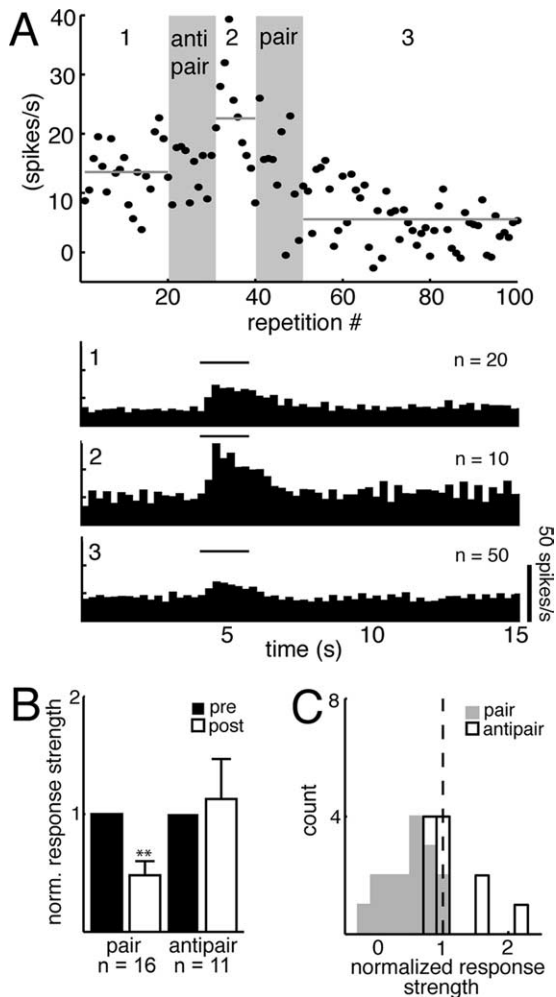 A
1
anti
pair
2
pair
3
(spikes/s)
40
30
20
10
0
0
20
40
60
80
100
repetition #
1
n = 20
2
n = 10
3
n = 50
50 spikes/s
5
10
15
time (s)
B
pre
post
norm. response strength
2
1
**
pair
antipair
n = 16
n = 11
C
pair
antipair
count
8
4
0
1
2
normalized response
strength